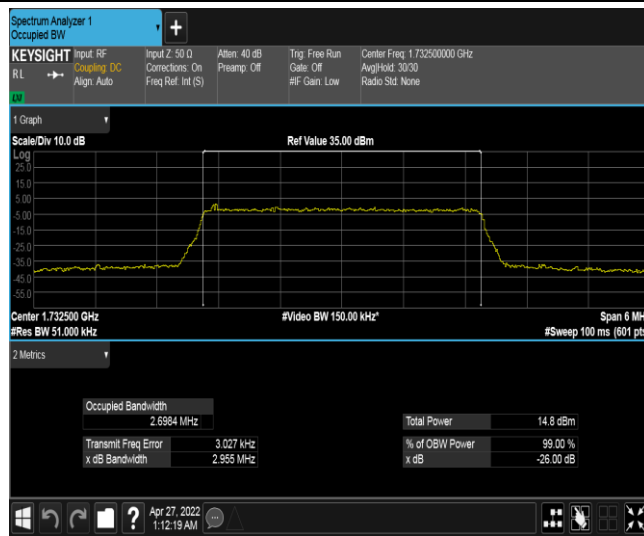 Spectrum Analyzer 1
Occupied BW
+
KEYSIGHT Input: RF Input Z: 50 Ω Atten: 40 dB Trig: Free Run Center Freq: 1.732500000 GHz
RL Coupling: DC Corrections: On Preamp: Off Gate: Off Avg|Hold: 30/30
Align: Auto Freq Ref: Int (S) #IF Gain: Low Radio Std: None
1 Graph
Scale/Div 10.0 dB Ref Value 35.00 dBm
Log
25.0
15.0
5.00
-5.00
-15.0
-25.0
-35.0
-45.0
-55.0
Center 1.732500 GHz #Video BW 150.00 kHz* Span 6 MH
#Res BW 51.000 kHz #Sweep 100 ms (601 pts
2 Metrics
Occupied Bandwidth
2.6984 MHz Total Power 14.8 dBm
Transmit Freq Error 3.027 kHz % of OBW Power 99.00 %
x dB Bandwidth 2.955 MHz x dB -26.00 dB
? Apr 27, 2022
1:12:19 AM